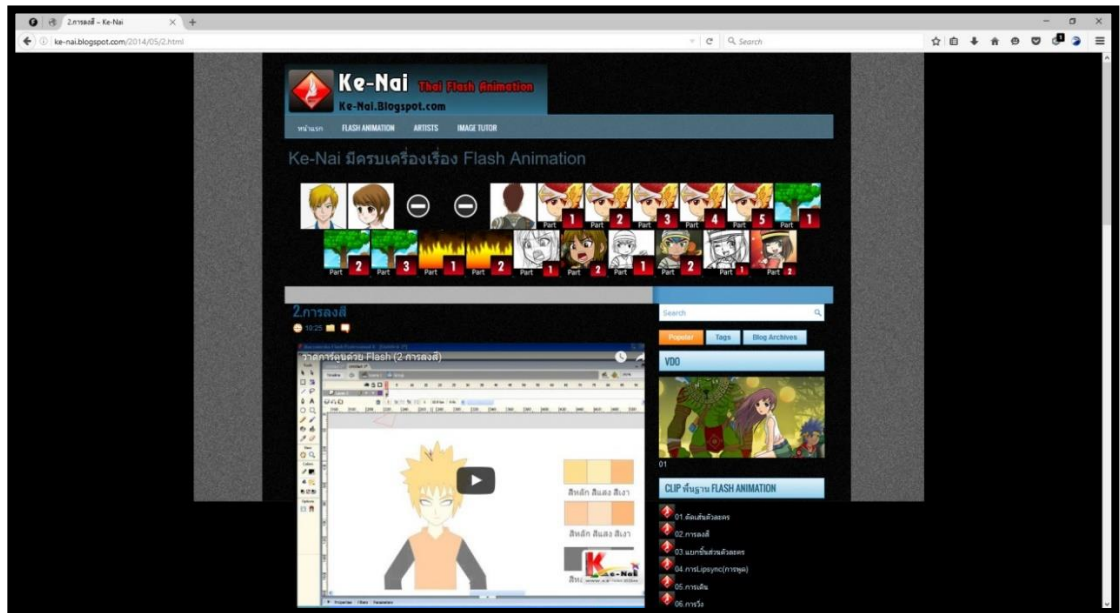 2.การลงสี – Ke-Nai
ke-nai.blogspot.com/2014/05/2.html
Search
Ke-Nai Thai Flash Animation
Ke-Nai.Blogspot.com
หน้าแรก FLASH ANIMATION ARTISTS IMAGE TUTOR
Ke-Nai มีครบเครื่องเรื่อง Flash Animation
Part 1 Part 2 Part 3 Part 4 Part 5 Part 1
Part 2 Part 3 Part 1 Part 2 Part 1 Part 2 Part 1 Part 2 Part 1 Part 2
2.การลงสี
10:25
วาดการ์ตูนด้วย Flash (2 การลงสี)
สีหลัก สีแสง สีเงา
สีหลัก สีแสง สีเงา
Ke-Nai
Properties Filters Parameters
Search
Popular Tags Blog Archives
VDO
01
CLIP พื้นฐาน FLASH ANIMATION
01.ตัดเส้นตัวละคร
02.การลงสี
03.แยกชิ้นส่วนตัวละคร
04.การLipsync(การพูด)
05.การเดิน
06.การวิ่ง